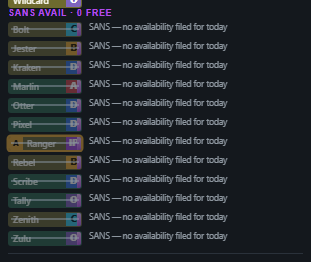 Wildcard
SANS AVAIL · 0 FREE
Bolt C SANS — no availability filed for today
Jester B SANS — no availability filed for today
Kraken D SANS — no availability filed for today
Marlin A SANS — no availability filed for today
Otter D SANS — no availability filed for today
Pixel D SANS — no availability filed for today
Ranger SANS — no availability filed for today
Rebel B SANS — no availability filed for today
Scribe D SANS — no availability filed for today
Tally SANS — no availability filed for today
Zenith C SANS — no availability filed for today
Zulu SANS — no availability filed for today